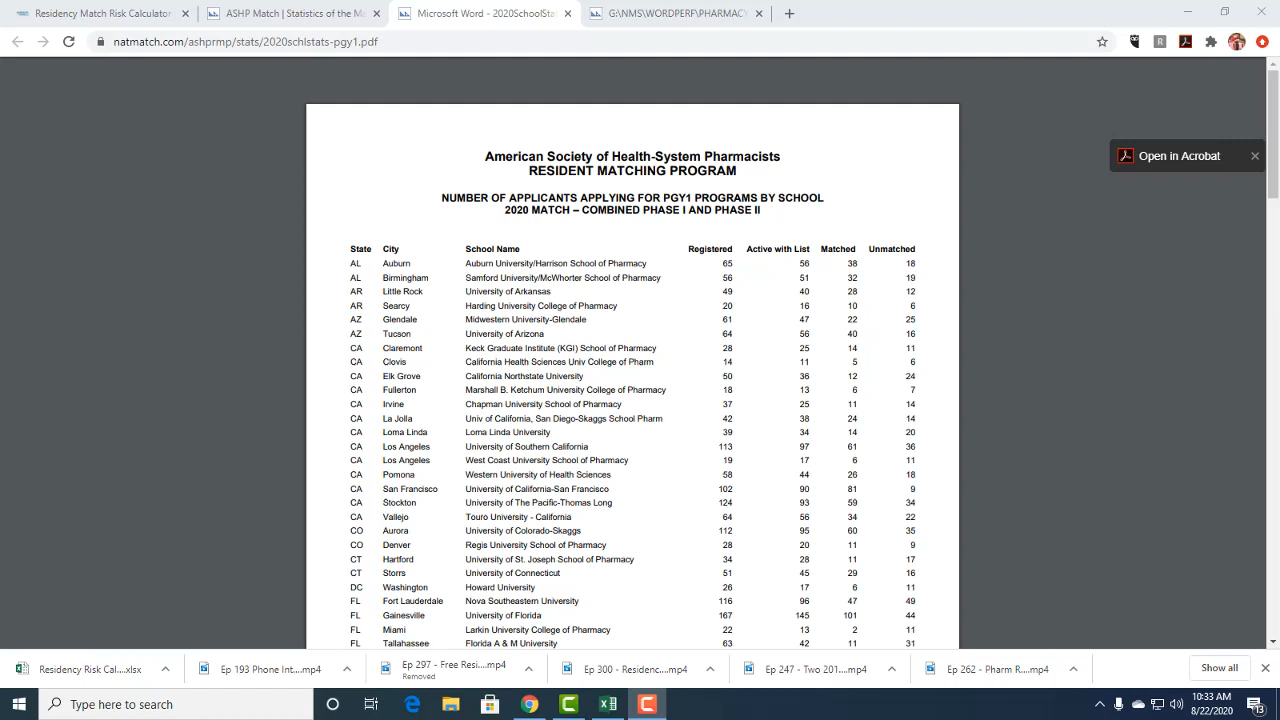 Residency Match Risk Calculator
ASHP Match | Statistics of the M
Microsoft Word - 2020SchoolSta
G:\NMS\WORDPERF\PHARMACY
natmatch.com/ashprmp/stats/2020schlstats-pgy1.pdf
Open in Acrobat
American Society of Health-System Pharmacists
RESIDENT MATCHING PROGRAM
NUMBER OF APPLICANTS APPLYING FOR PGY1 PROGRAMS BY SCHOOL
2020 MATCH – COMBINED PHASE I AND PHASE II
State City School Name Registered Active with List Matched Unmatched
AL Auburn Auburn University/Harrison School of Pharmacy 65 56 38 18
AL Birmingham Samford University/McWhorter School of Pharmacy 56 51 32 19
AR Little Rock University of Arkansas 49 40 28 12
AR Searcy Harding University College of Pharmacy 20 16 10 6
AZ Glendale Midwestern University-Glendale 61 47 22 25
AZ Tucson University of Arizona 64 56 40 16
CA Claremont Keck Graduate Institute (KGI) School of Pharmacy 28 25 14 11
CA Clovis California Health Sciences Univ College of Pharm 14 11 5 6
CA Elk Grove California Northstate University 50 36 12 24
CA Fullerton Marshall B. Ketchum University College of Pharmacy 18 13 6 7
CA Irvine Chapman University School of Pharmacy 37 25 11 14
CA La Jolla Univ of California, San Diego-Skaggs School Pharm 42 38 24 14
CA Loma Linda Loma Linda University 39 34 14 20
CA Los Angeles University of Southern California 113 97 61 36
CA Los Angeles West Coast University School of Pharmacy 19 17 6 11
CA Pomona Western University of Health Sciences 58 44 26 18
CA San Francisco University of California-San Francisco 102 90 81 9
CA Stockton University of The Pacific-Thomas Long 124 93 59 34
CA Vallejo Touro University - California 64 56 34 22
CO Aurora University of Colorado-Skaggs 112 95 60 35
CO Denver Regis University School of Pharmacy 28 20 11 9
CT Hartford University of St. Joseph School of Pharmacy 34 28 11 17
CT Storrs University of Connecticut 51 45 29 16
DC Washington Howard University 26 17 6 11
FL Fort Lauderdale Nova Southeastern University 116 96 47 49
FL Gainesville University of Florida 167 145 101 44
FL Miami Larkin University College of Pharmacy 22 13 2 11
FL Tallahassee Florida A & M University 63 42 11 31
Residency Risk Cal....xlsx
Ep 193 Phone Int....mp4
Ep 297 - Free Resi....mp4
Removed
Ep 300 - Residenc....mp4
Ep 247 - Two 201....mp4
Ep 262 - Pharm R....mp4
Show all
Type here to search
10:33 AM
8/22/2020